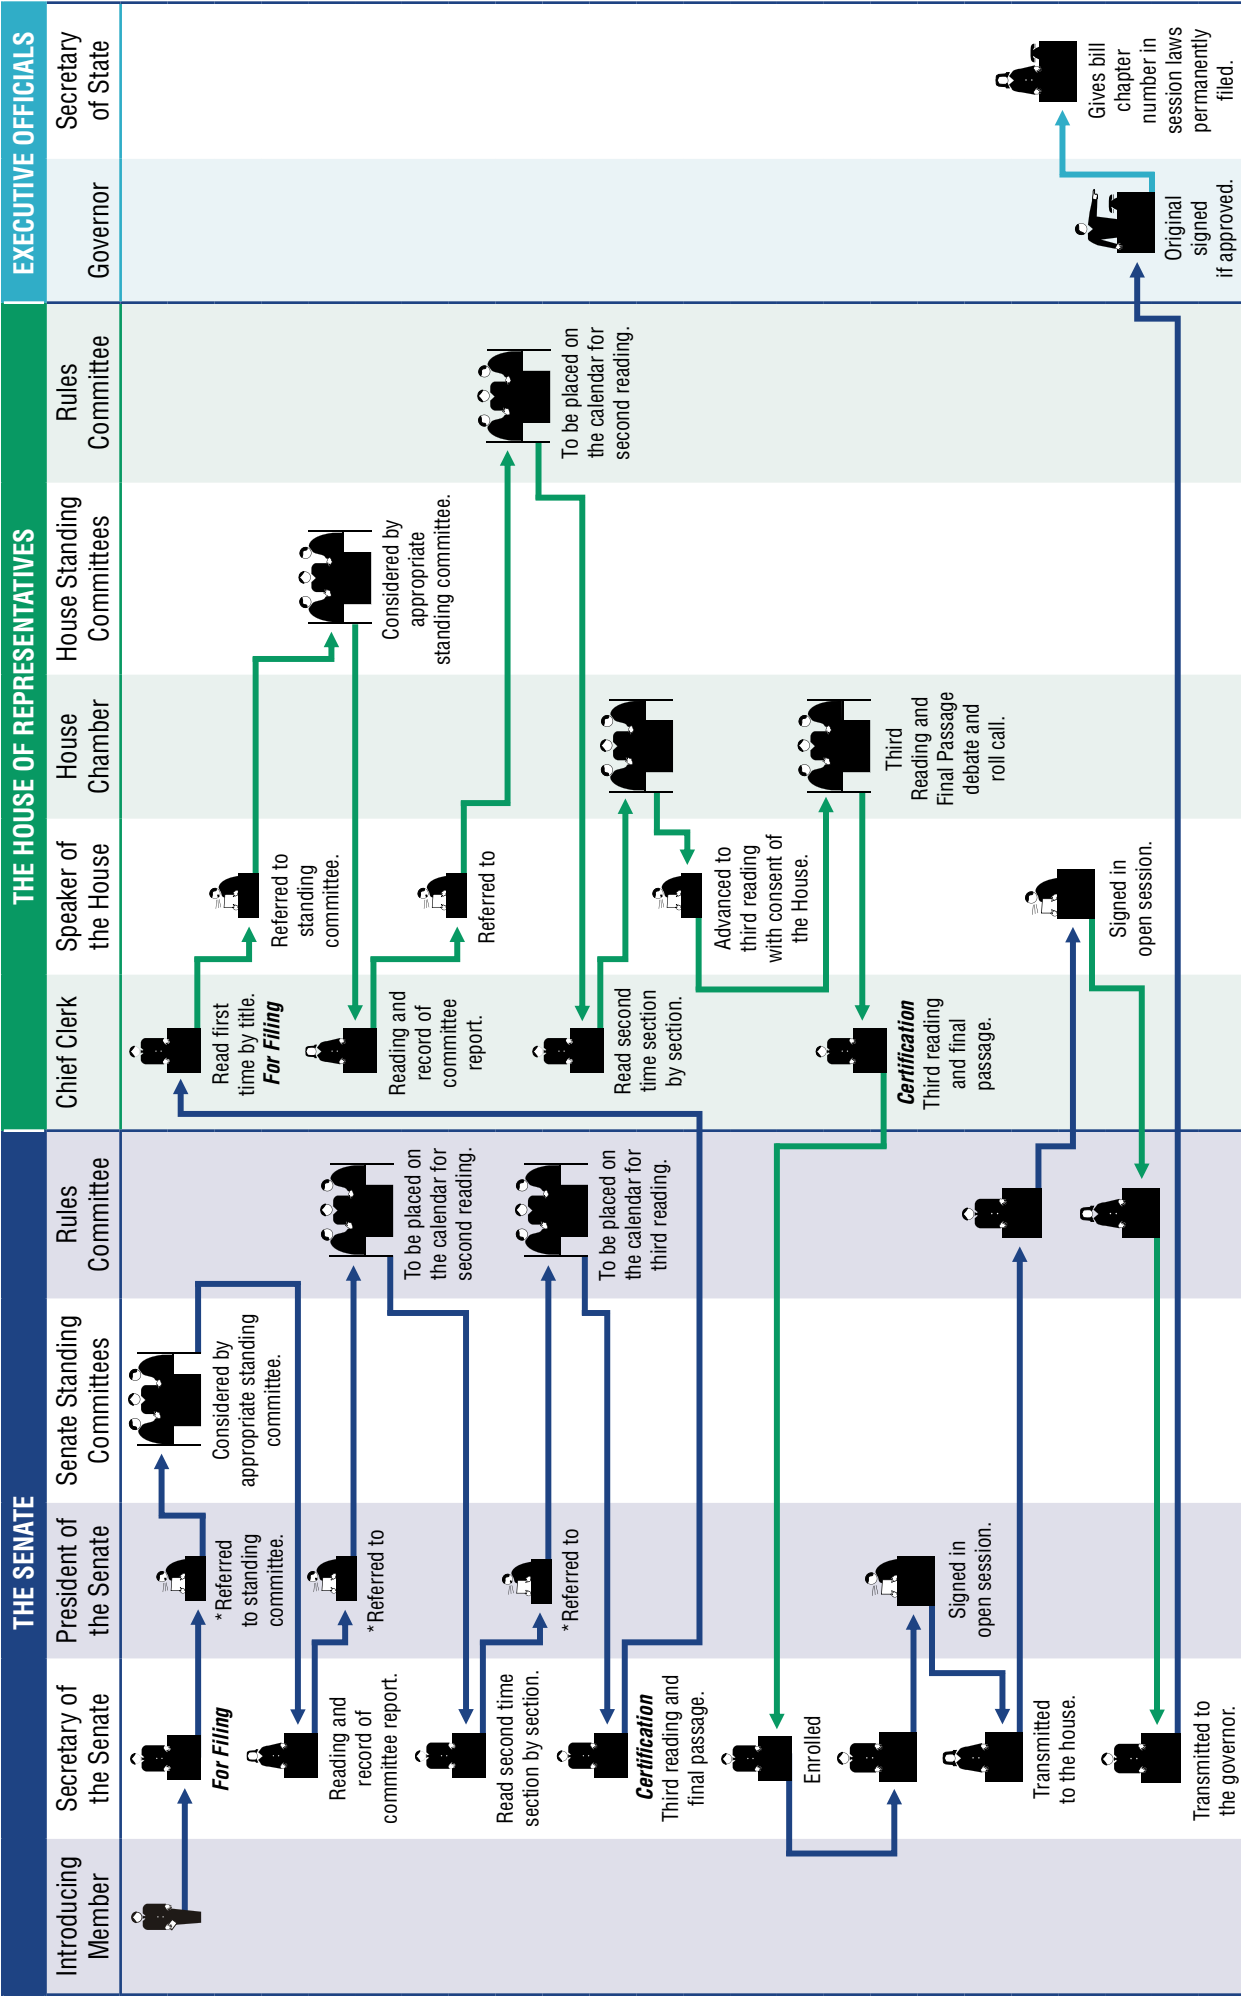 THE SENATE
THE HOUSE OF REPRESENTATIVES
EXECUTIVE OFFICIALS
Introducing
Member
Secretary of
the Senate
President of
the Senate
Senate Standing
Committees
Rules
Committee
Chief Clerk
Speaker of
the House
House
Chamber
House Standing
Committees
Rules
Committee
Governor
Secretary
of State
For Filing
*Referred
to standing
committee.
Considered by
appropriate standing
committee.
Reading and
record of
committee report.
*Referred to
To be placed on
the calendar for
second reading.
Read second time
section by section.
*Referred to
To be placed on
the calendar for
third reading.
Certification
Third reading and
final passage.
Read first
time by title.
For Filing
Referred to
standing
committee.
Considered by
appropriate
standing committee.
Reading and
record of
committee
report.
Referred to
To be placed on
the calendar for
second reading.
Read second
time section
by section.
Advanced to
third reading
with consent of
the House.
Third
Reading and
Final Passage
debate and
roll call.
Certification
Third reading
and final
passage.
Enrolled
Signed in
open session.
Transmitted
to the house.
Signed in
open session.
Transmitted to
the governor.
Original
signed
if approved.
Gives bill
chapter
number in
session laws
permanently
filed.